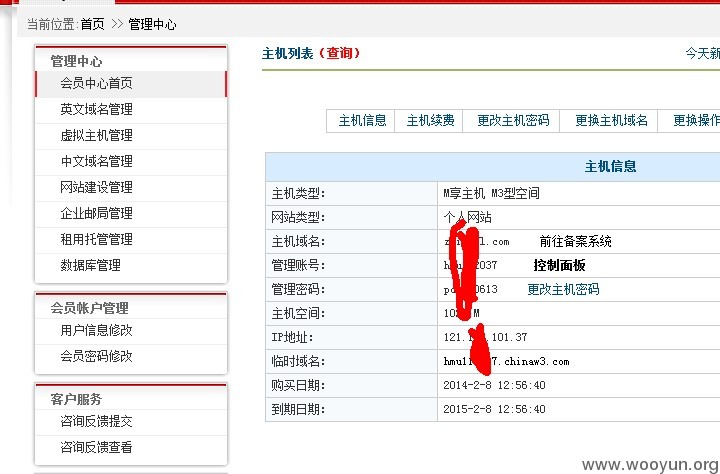 当前位置:首页 >> 管理中心
管理中心
会员中心首页
英文域名管理
虚拟主机管理
中文域名管理
网站建设管理
企业邮局管理
租用托管管理
数据库管理
会员帐户管理
用户信息修改
会员密码修改
客户服务
咨询反馈提交
咨询反馈查看
主机列表（查询） 今天新
主机信息 主机续费 更改主机密码 更换主机域名 更换操作
主机信息
主机类型: M享主机 M3型空间
网站类型: 个人网站
主机域名: .com 前往备案系统
管理账号: 2037 控制面板
管理密码: 0613 更改主机密码
主机空间: M
IP地址: 121. 101.37
临时域名: 7.chinaw3.com
购买日期: 2014-2-8 12:56:40
到期日期: 2015-2-8 12:56:40
www.wooyun.org